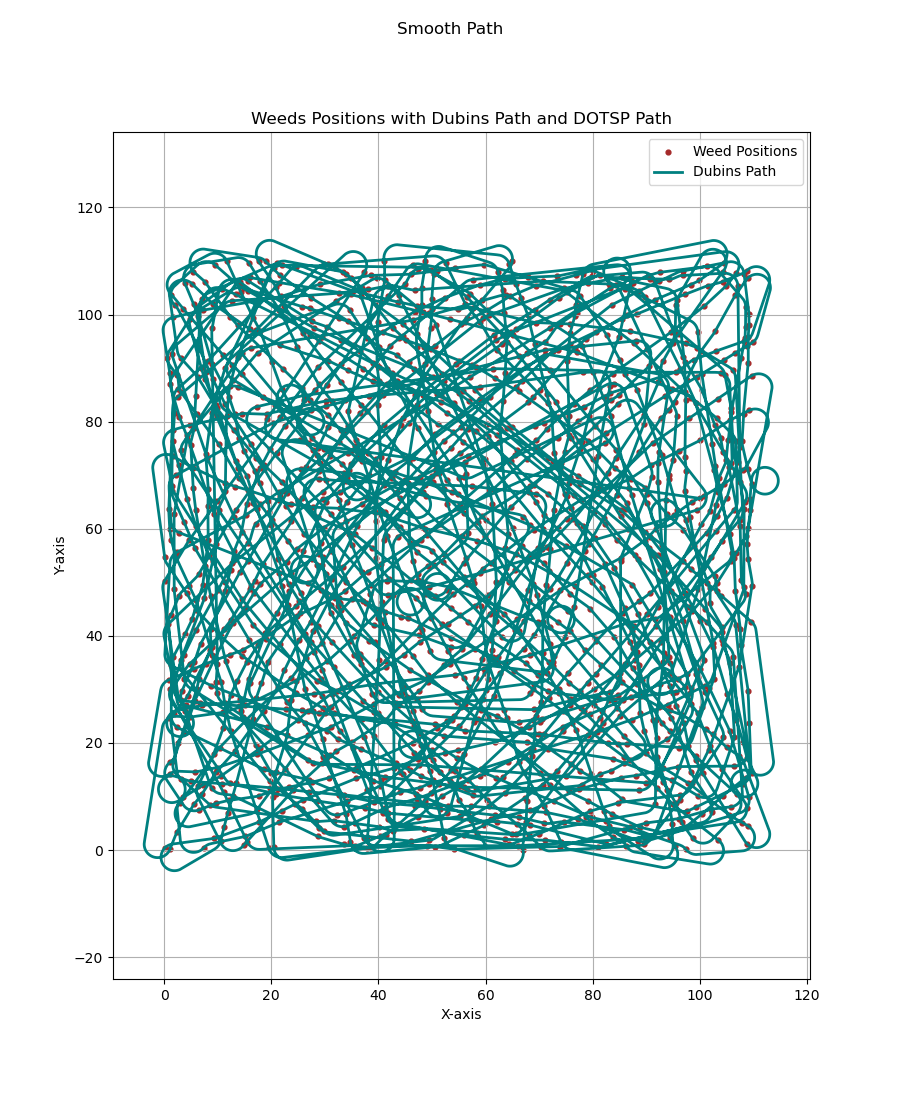 Smooth Path
Weeds Positions with Dubins Path and DOTSP Path
Weed Positions
Dubins Path
120
100
80
60
40
20
0
−20
Y-axis
0 20 40 60 80 100 120
X-axis